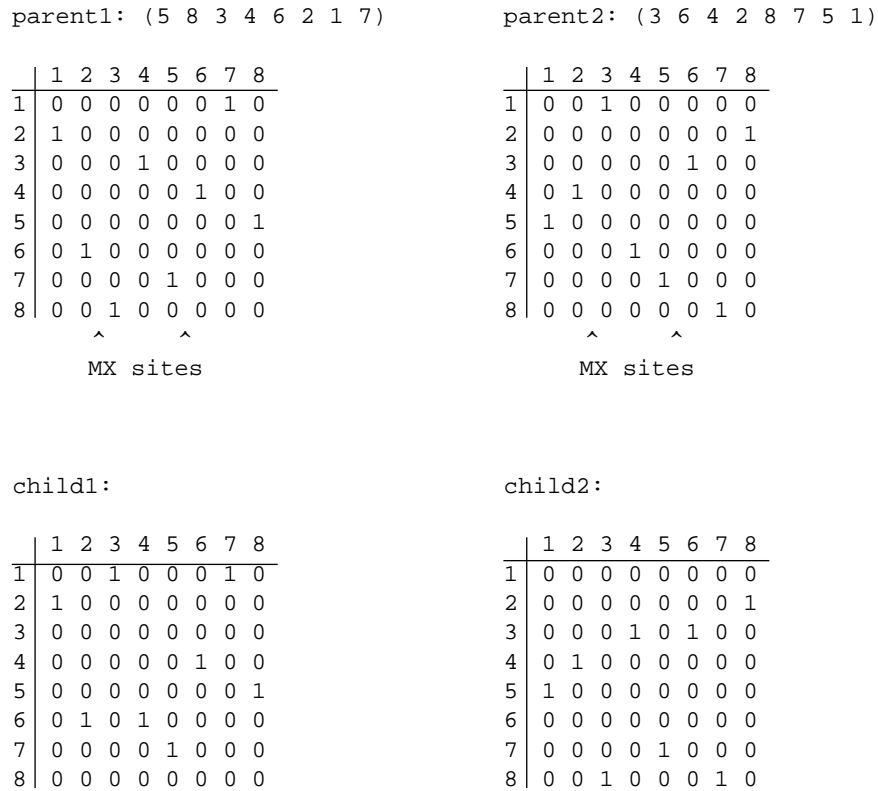 parent1: (5 8 3 4 6 2 1 7) parent2: (3 6 4 2 8 7 5 1)
1 2 3 4 5 6 7 8 1 2 3 4 5 6 7 8
1 0 0 0 0 0 0 1 0 1 0 0 1 0 0 0 0 0
2 1 0 0 0 0 0 0 0 2 0 0 0 0 0 0 0 1
3 0 0 0 1 0 0 0 0 3 0 0 0 0 0 1 0 0
4 0 0 0 0 0 1 0 0 4 0 1 0 0 0 0 0 0
5 0 0 0 0 0 0 0 1 5 1 0 0 0 0 0 0 0
6 0 1 0 0 0 0 0 0 6 0 0 0 1 0 0 0 0
7 0 0 0 0 1 0 0 0 7 0 0 0 0 1 0 0 0
8 0 0 1 0 0 0 0 0 8 0 0 0 0 0 0 1 0
^ ^ ^ ^
MX sites MX sites
child1: child2:
1 2 3 4 5 6 7 8 1 2 3 4 5 6 7 8
1 0 0 1 0 0 0 1 0 1 0 0 0 0 0 0 0 0
2 1 0 0 0 0 0 0 0 2 0 0 0 0 0 0 0 1
3 0 0 0 0 0 0 0 0 3 0 0 0 1 0 1 0 0
4 0 0 0 0 0 1 0 0 4 0 1 0 0 0 0 0 0
5 0 0 0 0 0 0 0 1 5 1 0 0 0 0 0 0 0
6 0 1 0 1 0 0 0 0 6 0 0 0 0 0 0 0 0
7 0 0 0 0 1 0 0 0 7 0 0 0 0 1 0 0 0
8 0 0 0 0 0 0 0 0 8 0 0 1 0 0 0 1 0